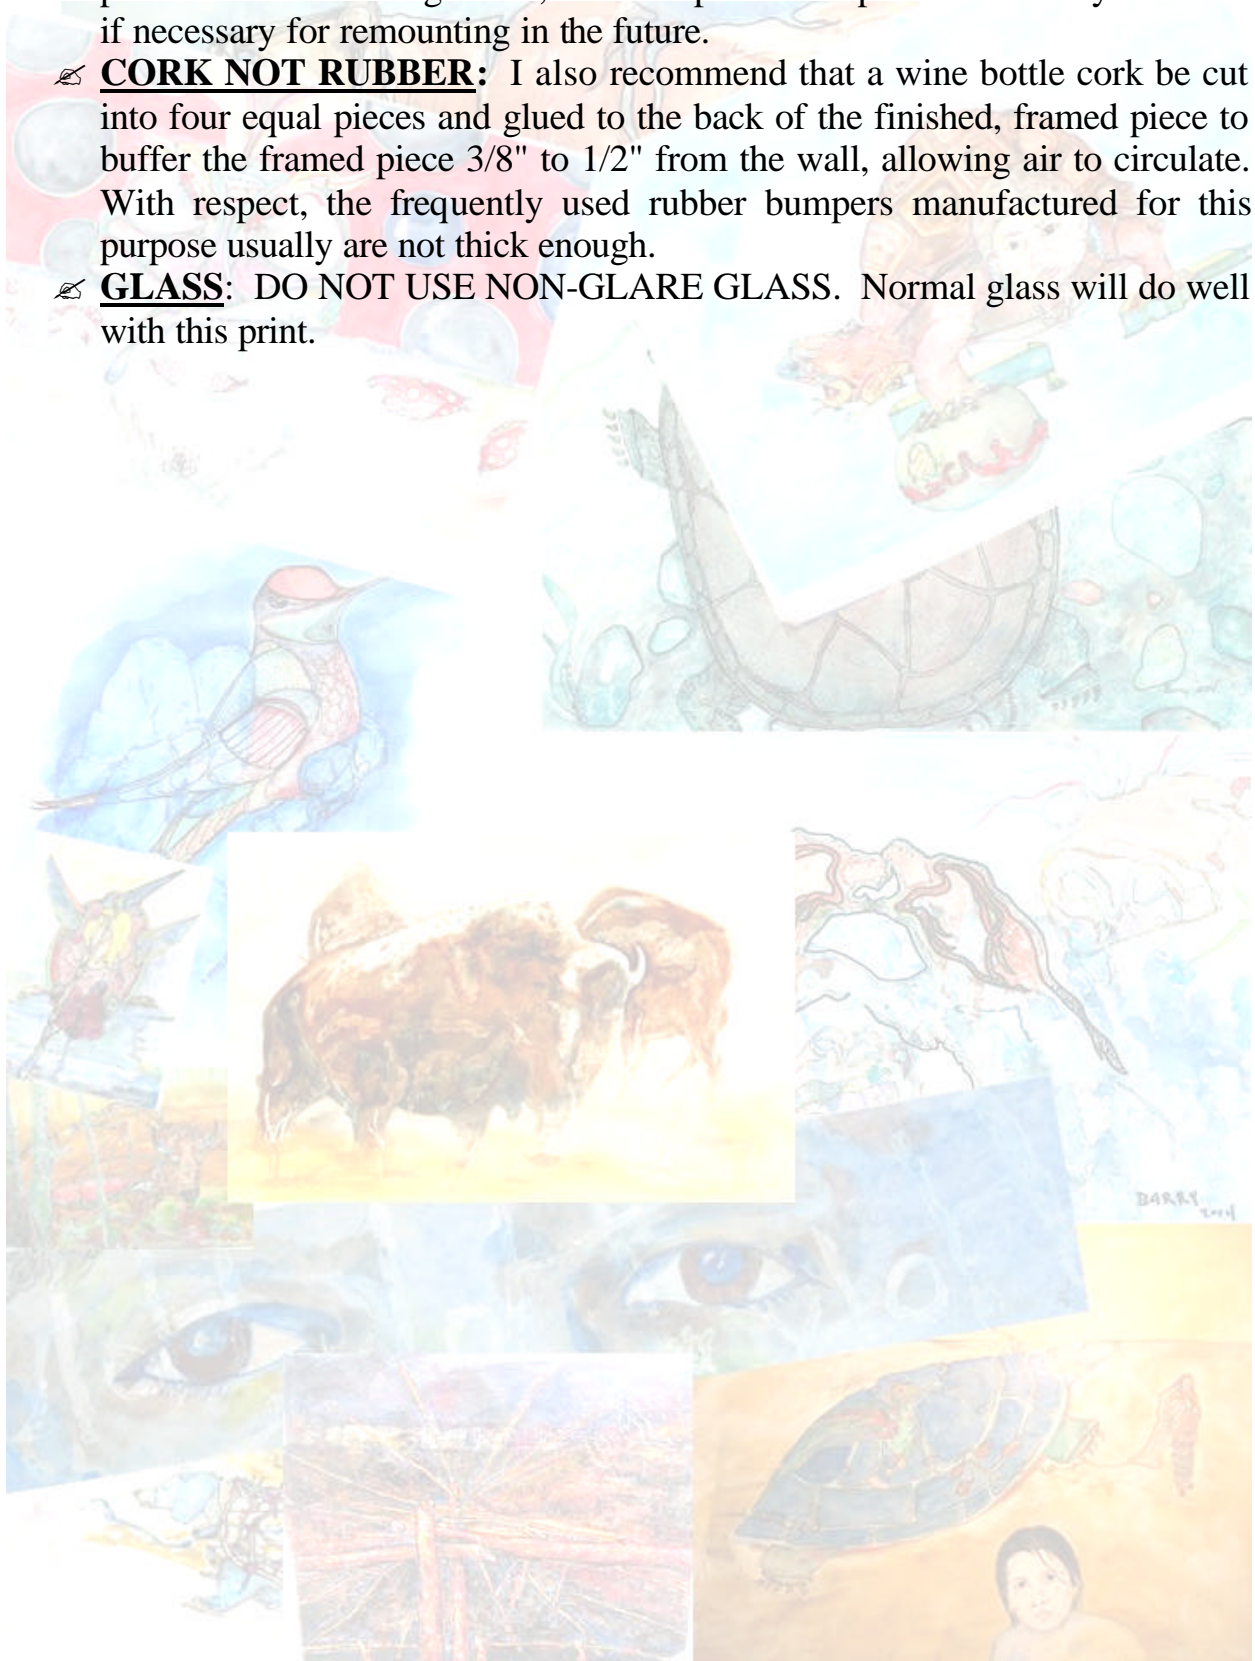 if necessary for remounting in the future.
CORK NOT RUBBER: I also recommend that a wine bottle cork be cut
into four equal pieces and glued to the back of the finished, framed piece to
buffer the framed piece 3/8" to 1/2" from the wall, allowing air to circulate.
With respect, the frequently used rubber bumpers manufactured for this
purpose usually are not thick enough.
GLASS: DO NOT USE NON-GLARE GLASS. Normal glass will do well
with this print.
BARRY